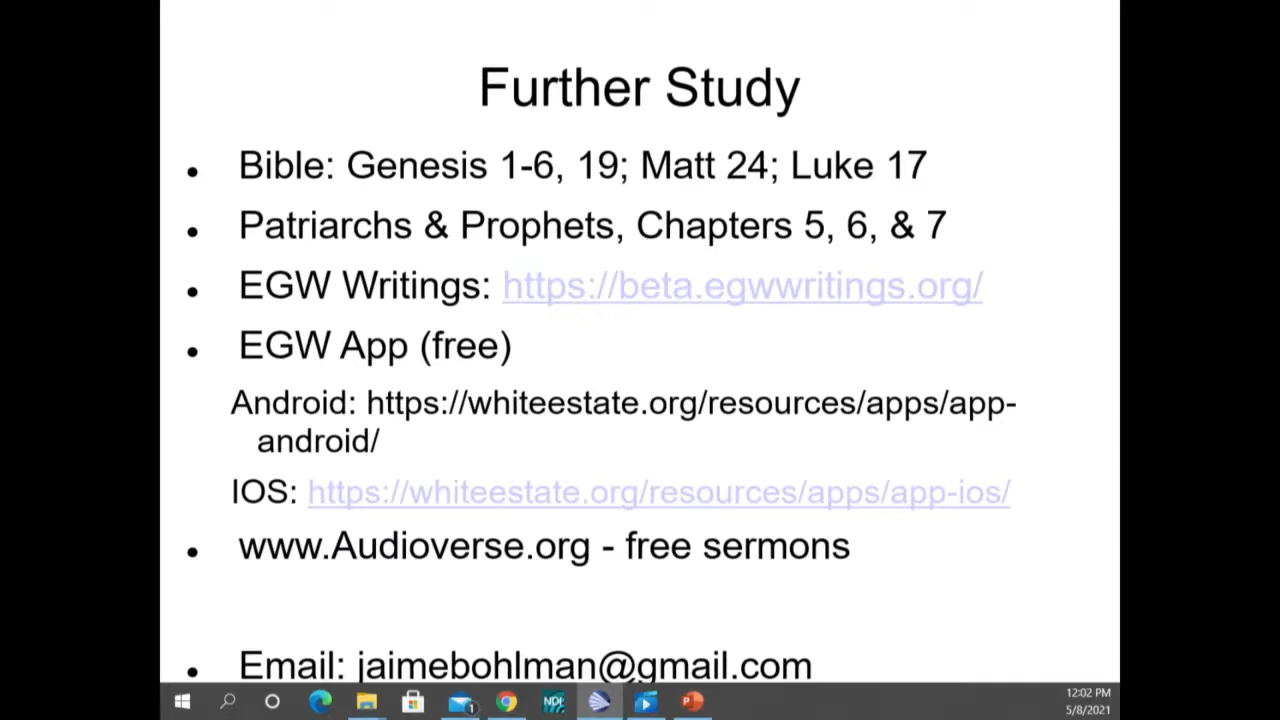 Further Study
• Bible: Genesis 1-6, 19; Matt 24; Luke 17
• Patriarchs & Prophets, Chapters 5, 6, & 7
• EGW Writings: https://beta.egwwritings.org/
• EGW App (free)
Android: https://whiteestate.org/resources/apps/app-
android/
IOS: https://whiteestate.org/resources/apps/app-ios/
• www.Audioverse.org - free sermons
• Email: jaimebohlman@gmail.com
1
NDI
P
12:02 PM
5/8/2021